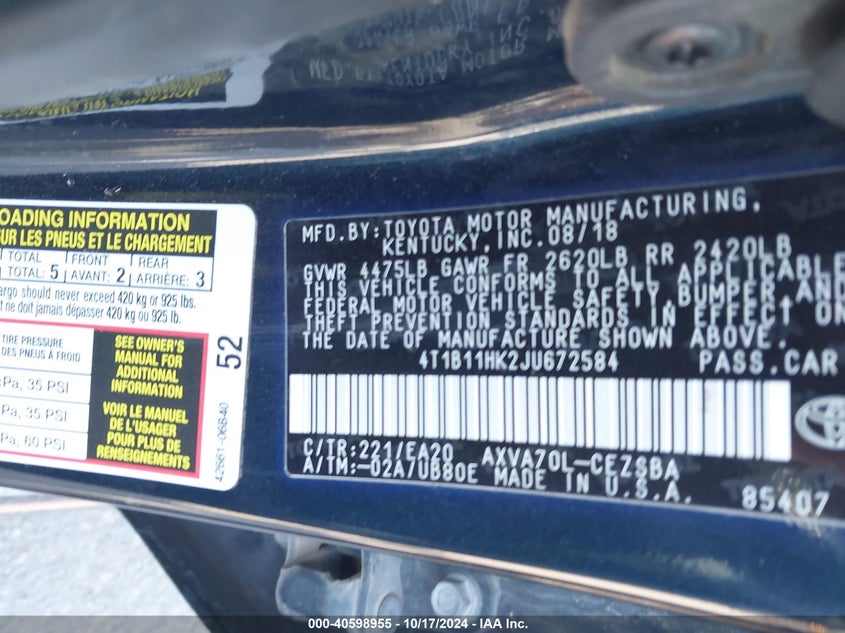 OADING INFORMATION
UR LES PNEUS ET LE CHARGEMENT
TOTAL FRONT REAR
TOTAL: 5 AVANT: 2 ARRIÈRE: 3
argo should never exceed 420 kg or 925 lbs.
t ne doit jamais dépasser 420 kg ou 925 lb.
TIRE PRESSURE
DES PNEUS À FROID
Pa, 35 PSI
Pa, 35 PSI
Pa, 60 PSI
SEE OWNER'S
MANUAL FOR
ADDITIONAL
INFORMATION
VOIR LE MANUEL
DE L'USAGER
POUR PLUS DE
RENSEIGNEMENTS
52
42661-06840
MFD.BY: TOYOTA MOTOR MANUFACTURING,
KENTUCKY, INC. 08/18
GVWR 4475LB GAWR FR 2620LB RR 2420LB
THIS VEHICLE CONFORMS TO ALL APPLICABLE
FEDERAL MOTOR VEHICLE SAFETY, BUMPER, AND
THEFT PREVENTION STANDARDS IN EFFECT ON
THE DATE OF MANUFACTURE SHOWN ABOVE.
4T1B11HK2JU672584 PASS.CAR
C/TR:221/EA20 AXVA70L-CEZSBA
A/TM:-02A/UB80E MADE IN U.S.A.
85407
000-40598955 | 10/17/2024 - IAA Inc.